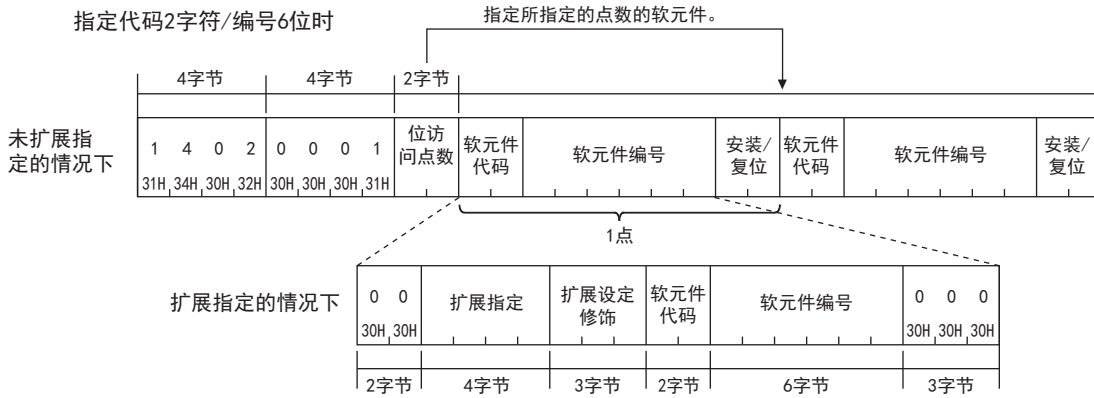 指定代码2字符/编号6位时
指定所指定的点数的软元件。
4字节 4字节 2字节
未扩展指
定的情况下
1 4 0 2 0 0 0 1
31H 34H 30H 32H 30H 30H 30H 31H
位访
问点数
软元件
代码
软元件编号
安装/
复位
软元件
代码
软元件编号
安装/
复位
1点
扩展指定的情况下
0 0
30H 30H
扩展指定
扩展设定
修饰
软元件
代码
软元件编号
0 0 0
30H 30H 30H
2字节 4字节 3字节 2字节 6字节 3字节